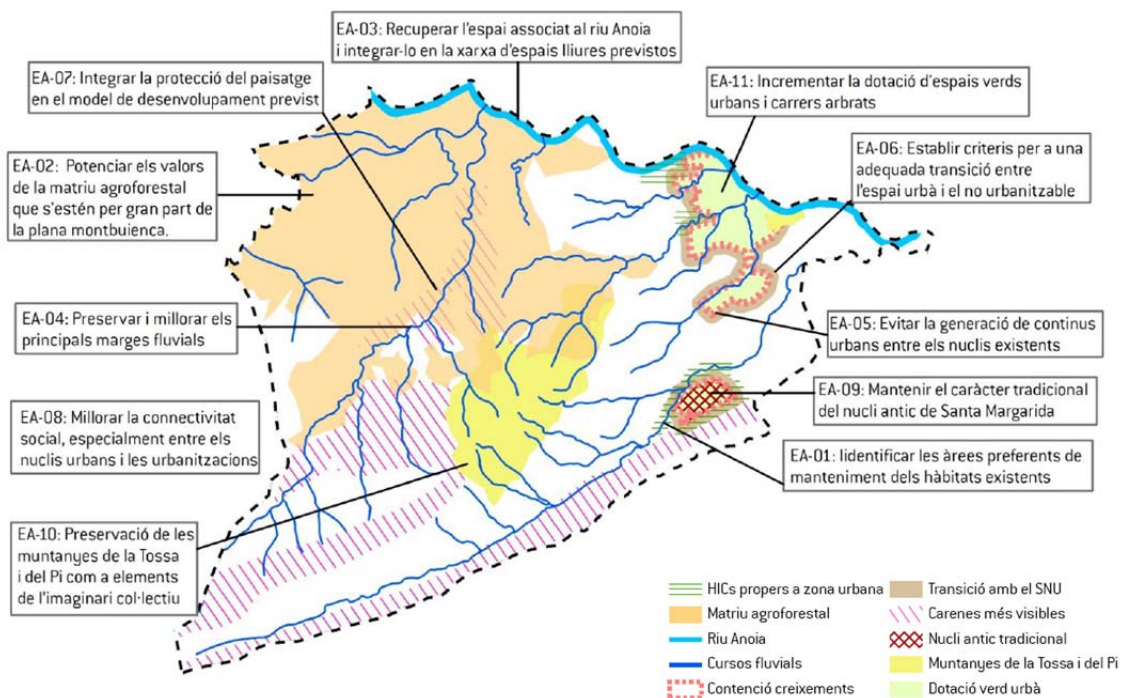 EA-03: Recuperar l'espai associat al riu Anoia
i integrar-lo en la xarxa d'espais lliures previstos
EA-07: Integrar la protecció del paisatge
en el model de desenvolupament previst
EA-11: Incrementar la dotació d'espais verds
urbans i carrers arbrats
EA-02: Potenciar els valors
de la matriu agroforestal
que s'estén per gran part de
la plana montbuienca.
EA-06: Establir criteris per a una
adequada transició entre
l'espai urbà i el no urbanitzable
EA-04: Preservar i millorar els
principals marges fluvials
EA-05: Evitar la generació de continus
urbans entre els nuclis existents
EA-09: Mantenir el caràcter tradicional
del nucli antic de Santa Margarida
EA-08: Millorar la connectivitat
social, especialment entre els
nuclis urbans i les urbanitzacions
EA-01: Iidentificar les àrees preferents de
manteniment dels hàbitats existents
EA-10: Preservació de les
muntanyes de la Tossa
i del Pi com a elements
de l'imaginari col·lectiu
HICs propers a zona urbana
Matriu agroforestal
Riu Anoia
Cursos fluvials
Contenció creixements
Transició amb el SNU
Carenes més visibles
Nucli antic tradicional
Muntanyes de la Tossa i del Pi
Dotació verd urbà